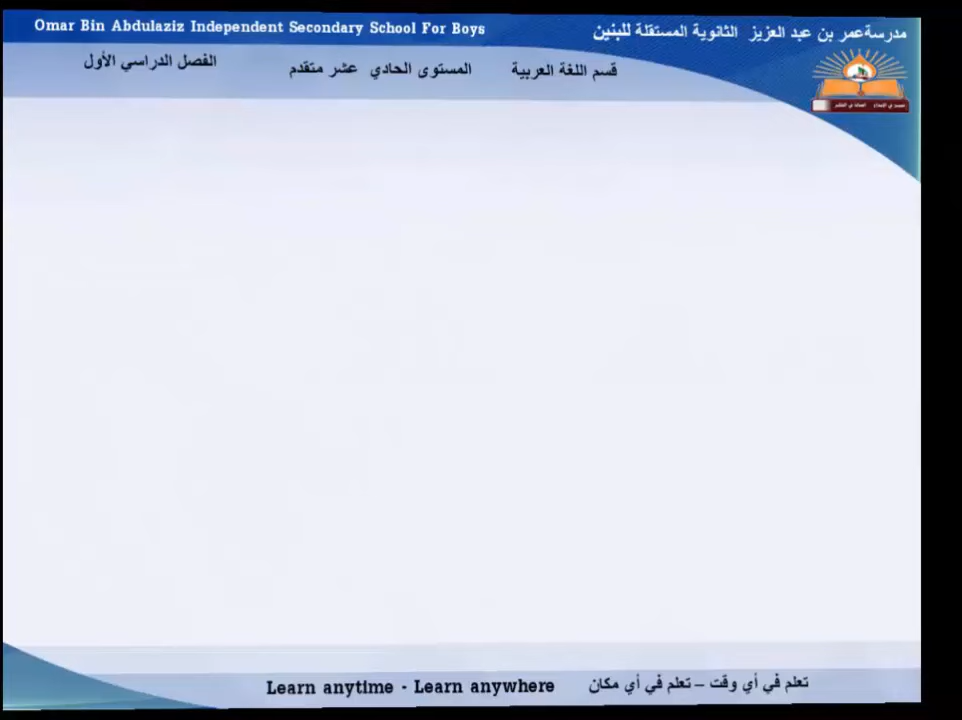 Omar Bin Abdulaziz Independent Secondary School For Boys
مدرسةعمر بن عبد العزيز الثانوية المستقلة للبنين
قسم اللغة العربية
المستوى الحادي عشر متقدم
الفصل الدراسي الأول
Learn anytime - Learn anywhere
تعلم في أي وقت – تعلم في أي مكان